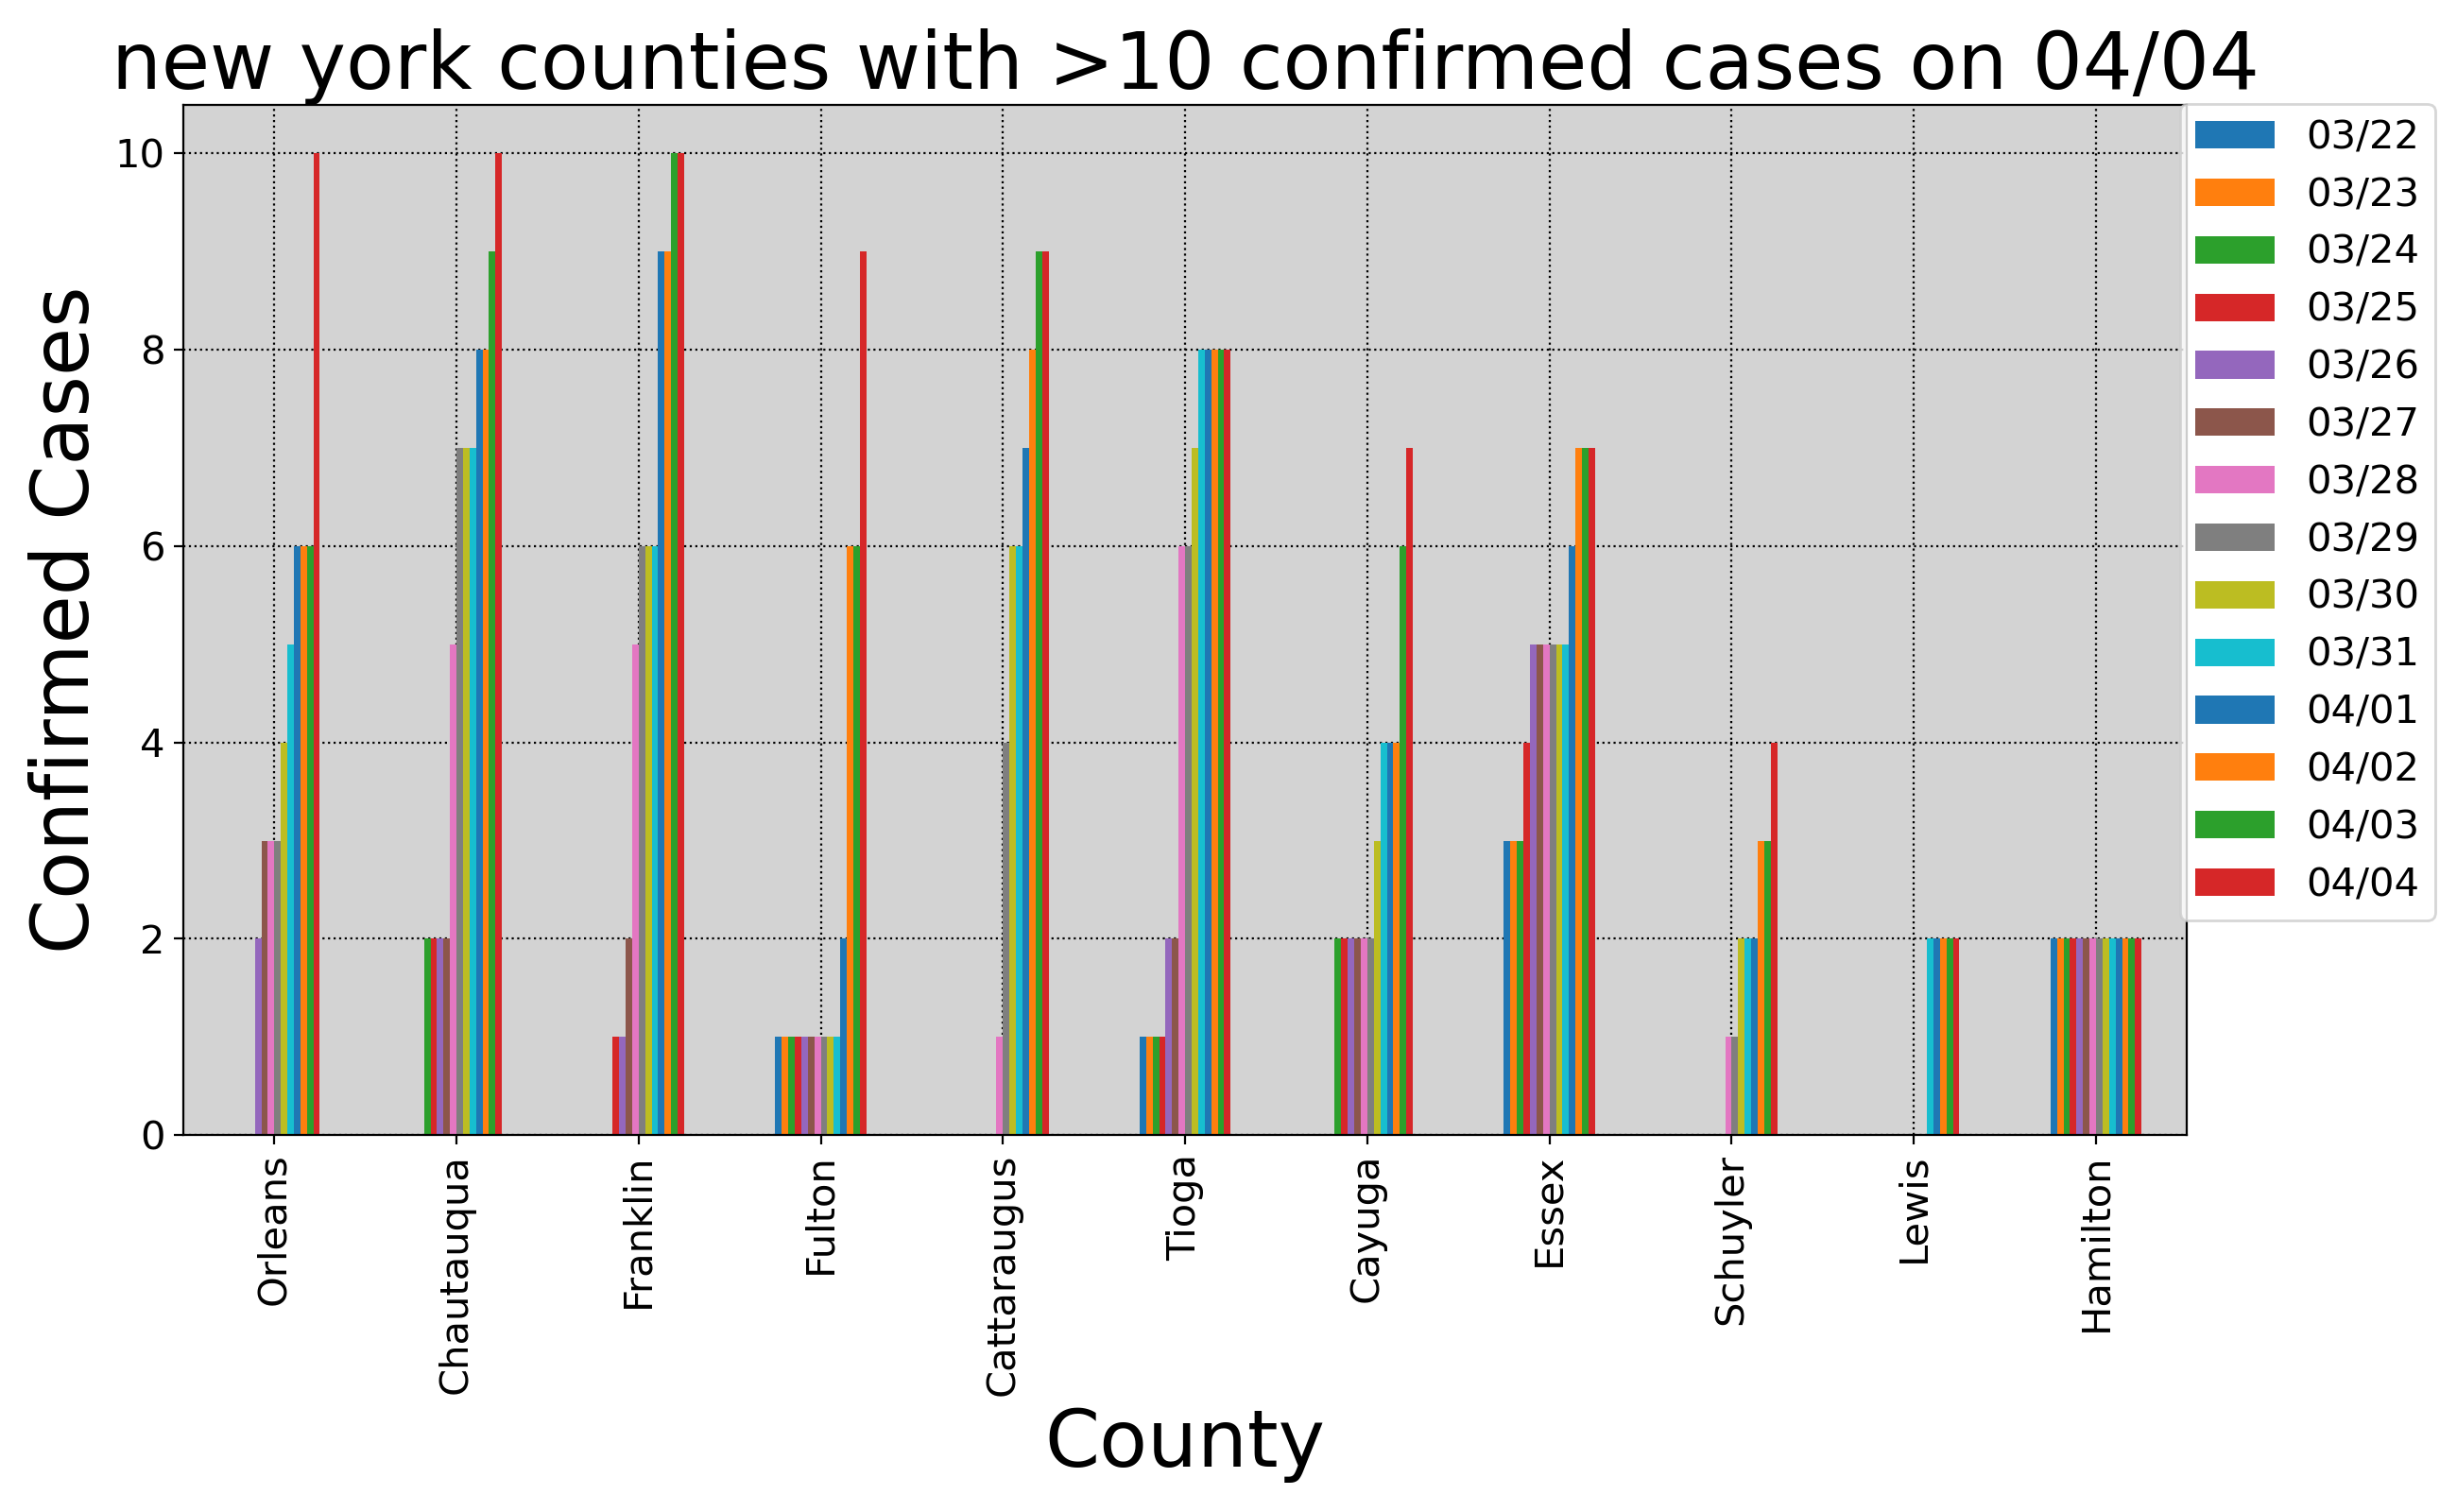 new york counties with >10 confirmed cases on 04/04
Confirmed Cases
10
8
6
4
2
0
Orleans
Chautauqua
Franklin
Fulton
Cattaraugus
Tioga
Cayuga
Essex
Schuyler
Lewis
Hamilton
County
03/22
03/23
03/24
03/25
03/26
03/27
03/28
03/29
03/30
03/31
04/01
04/02
04/03
04/04